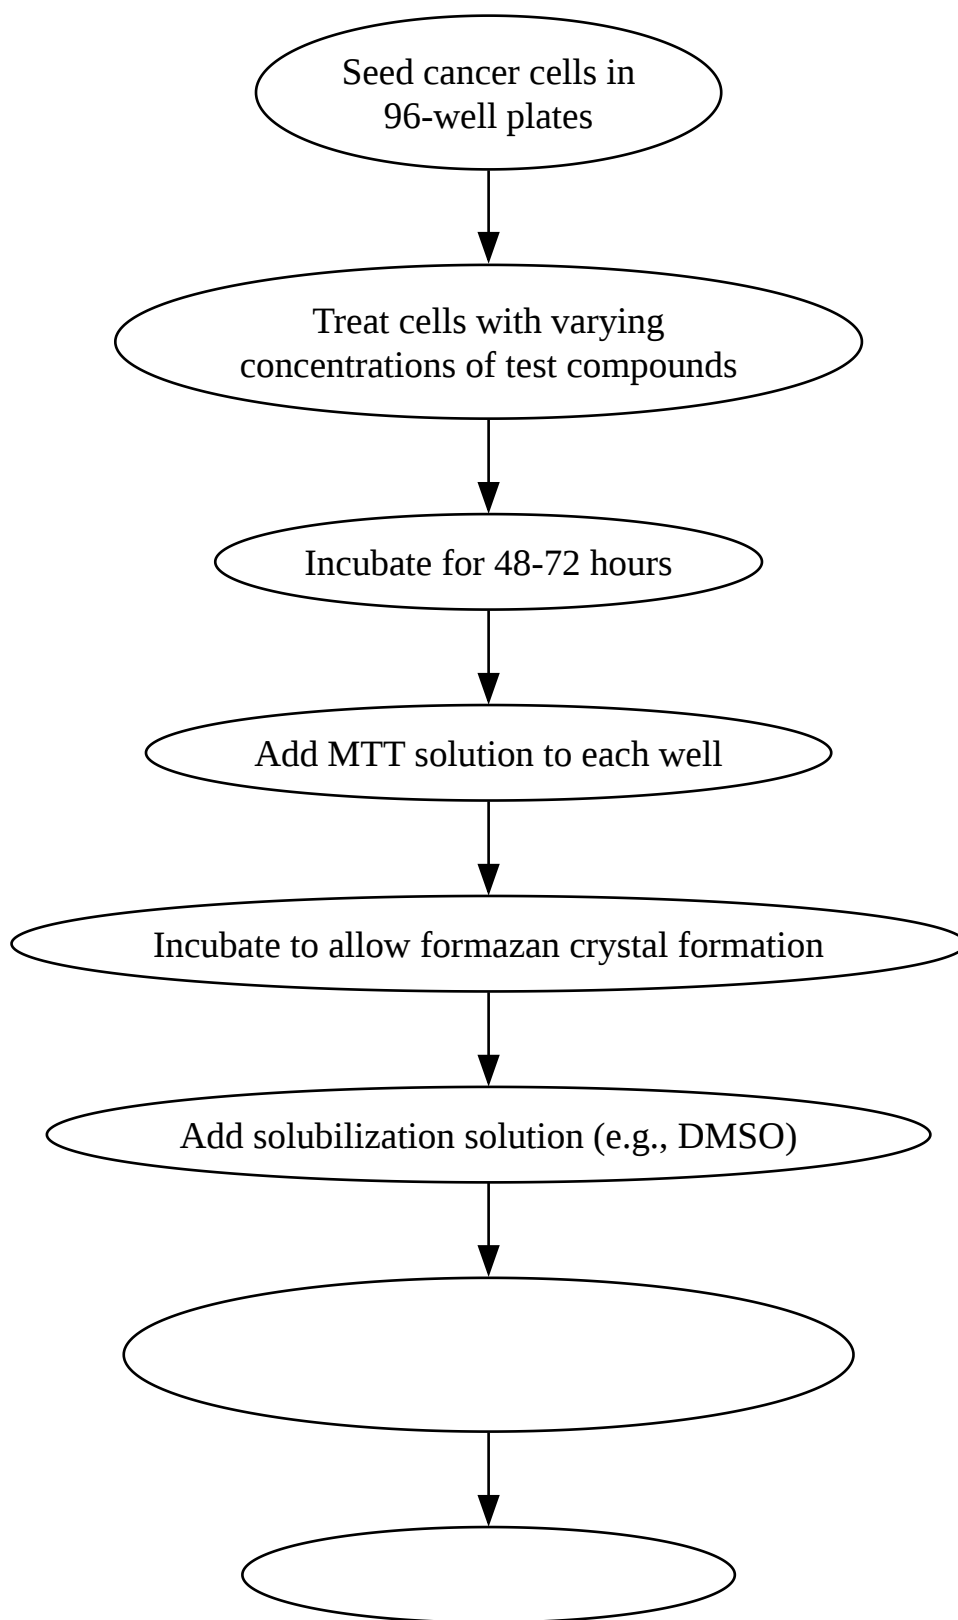 Seed cancer cells in
96-well plates
Treat cells with varying
concentrations of test compounds
Incubate for 48-72 hours
Add MTT solution to each well
Incubate to allow formazan crystal formation
Add solubilization solution (e.g., DMSO)